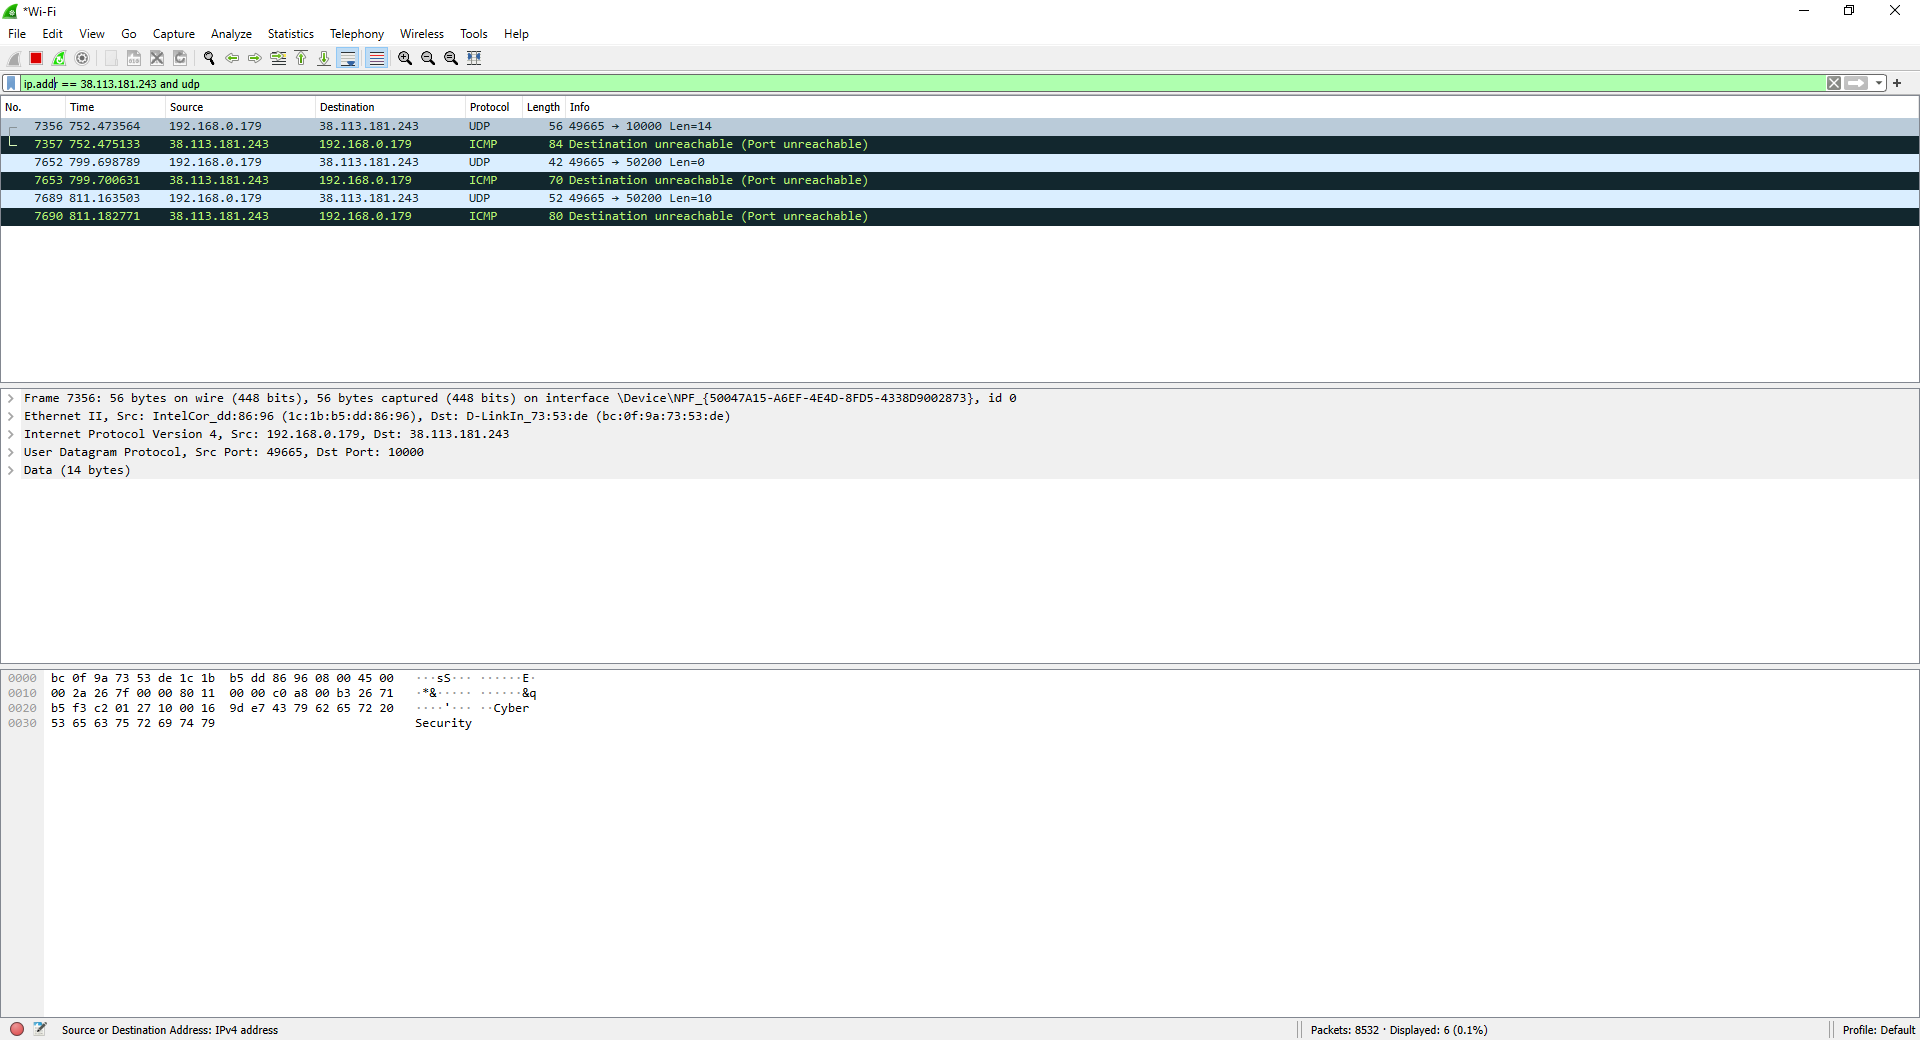 *Wi-Fi
File Edit View Go Capture Analyze Statistics Telephony Wireless Tools Help
ip.addr == 38.113.181.243 and udp
No. Time Source Destination Protocol Length Info
7356 752.473564 192.168.0.179 38.113.181.243 UDP 56 49665 → 10000 Len=14
7357 752.475133 38.113.181.243 192.168.0.179 ICMP 84 Destination unreachable (Port unreachable)
7652 799.698789 192.168.0.179 38.113.181.243 UDP 42 49665 → 50200 Len=0
7653 799.700631 38.113.181.243 192.168.0.179 ICMP 70 Destination unreachable (Port unreachable)
7689 811.163503 192.168.0.179 38.113.181.243 UDP 52 49665 → 50200 Len=10
7690 811.182771 38.113.181.243 192.168.0.179 ICMP 80 Destination unreachable (Port unreachable)
Frame 7356: 56 bytes on wire (448 bits), 56 bytes captured (448 bits) on interface \Device\NPF_{50047A15-A6EF-4E4D-8FD5-4338D9002873}, id 0
Ethernet II, Src: IntelCor_dd:86:96 (1c:1b:b5:dd:86:96), Dst: D-LinkIn_73:53:de (bc:0f:9a:73:53:de)
Internet Protocol Version 4, Src: 192.168.0.179, Dst: 38.113.181.243
User Datagram Protocol, Src Port: 49665, Dst Port: 10000
Data (14 bytes)
0000 bc 0f 9a 73 53 de 1c 1b b5 dd 86 96 08 00 45 00 ···sS··· ······E·
0010 00 2a 26 7f 00 00 80 11 00 00 c0 a8 00 b3 26 71 ·*&····· ······&q
0020 b5 f3 c2 01 27 10 00 16 9d e7 43 79 62 65 72 20 ····'··· ··Cyber
0030 53 65 63 75 72 69 74 79 Security
Source or Destination Address: IPv4 address Packets: 8532 · Displayed: 6 (0.1%) Profile: Default